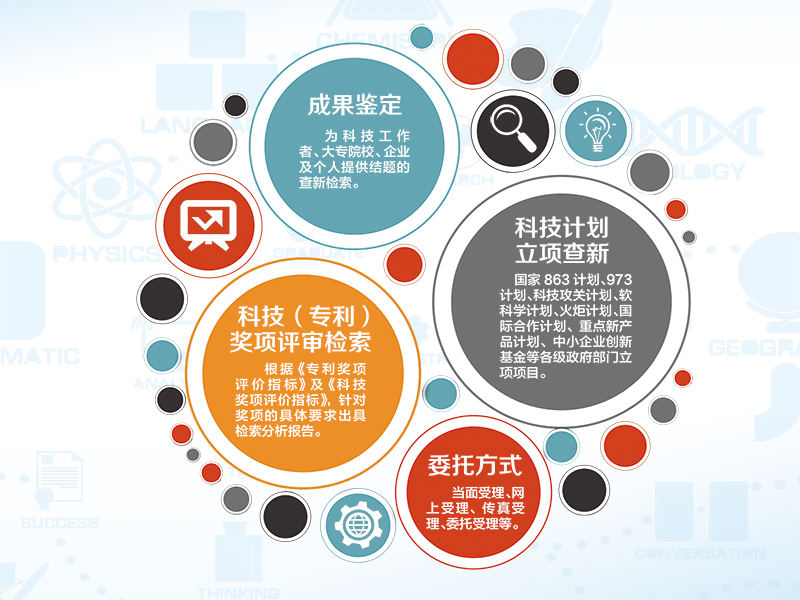 成果鉴定
为科技工作
者、大专院校、企业
及个人提供结题的
查新检索。
科技计划
立项查新
国家 863 计划、973
计划、科技攻关计划、软
科学计划、火炬计划、国
际合作计划、重点新产
品计划、中小企业创新
基金等各级政府部门立
项项目。
科技（专利）
奖项评审检索
根据《专利奖项
评价指标》及《科技
奖项评价指标》，针对
奖项的具体要求出具
检索分析报告。
委托方式
当面受理、网
上受理、传真受
理、委托受理等。
PHYSICS
GRADUATE
MATIC
SUCCESS
THINKING
CONVERSATION